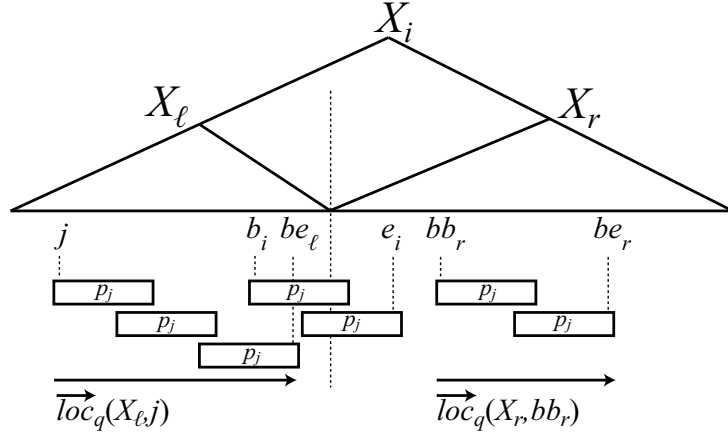 X_i
X_ℓ X_r
j b_i be_ℓ e_i bb_r be_r
p_j p_j p_j
p_j p_j p_j
p_j
loc_q(X_ℓ,j) loc_q(X_r,bb_r)